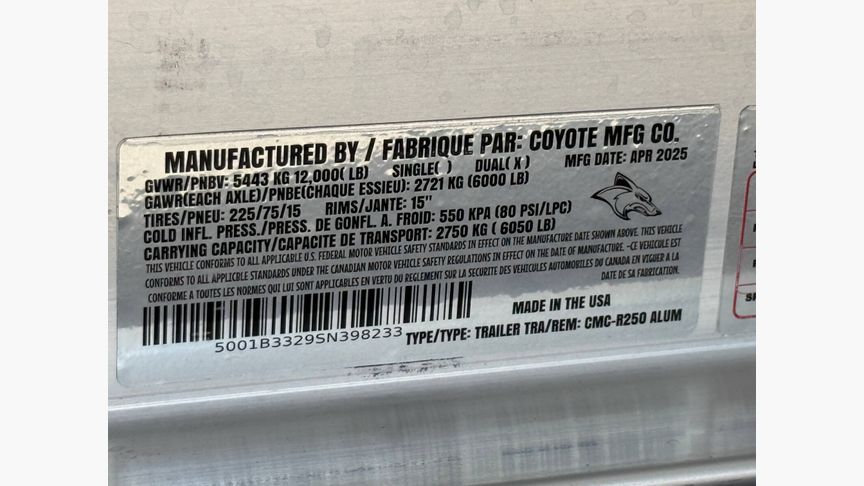 MANUFACTURED BY / FABRIQUE PAR: COYOTE MFG CO.
GVWR/PNBV: 5443 KG 12,000( LB) SINGLE( ) DUAL( X ) MFG DATE: APR 2025
GAWR(EACH AXLE)/PNBE(CHAQUE ESSIEU): 2721 KG (6000 LB)
TIRES/PNEU: 225/75/15 RIMS/JANTE: 15"
COLD INFL. PRESS./PRESS. DE GONFL. A. FROID: 550 KPA (80 PSI/LPC)
CARRYING CAPACITY/CAPACITE DE TRANSPORT: 2750 KG ( 6050 LB)
THIS VEHICLE CONFORMS TO ALL APPLICABLE U.S. FEDERAL MOTOR VEHICLE SAFETY STANDARDS IN EFFECT ON THE MANUFACTURE DATE SHOWN ABOVE. THIS VEHICLE
CONFORMS TO ALL APPLICABLE STANDARDS UNDER THE CANADIAN MOTOR VEHICLE SAFETY REGULATIONS IN EFFECT ON THE DATE OF MANUFACTURE. -CE VEHICULE EST
CONFORME A TOUTES LES NORMES QUI LUI SONT APPLICABLES EN VERTU DU REGLEMENT SUR LA SECURITE DES VEHICULES AUTOMOBILES DU CANADA EN VIGUER A LA
DATE DE SA FABRICATION.
MADE IN THE USA
5001B3329SN398233 TYPE/TYPE: TRAILER TRA/REM: CMC-R250 ALUM